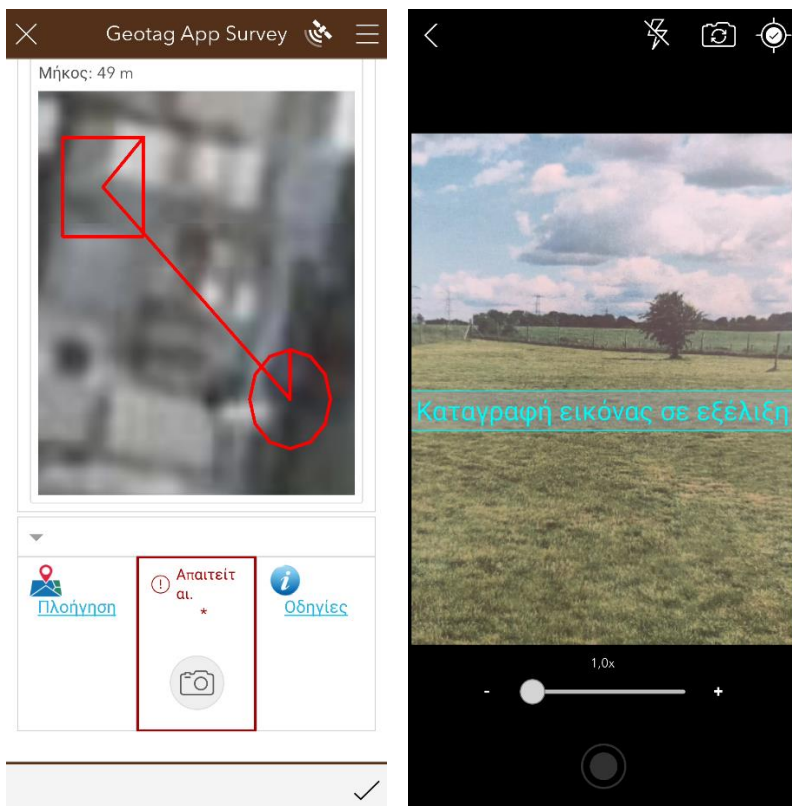 Geotag App Survey
Μήκος: 49 m
Πλοήγηση
Απαιτείτ
αι.
*
Οδηγίες
Καταγραφή εικόνας σε εξέλιξη
1,0x
- +